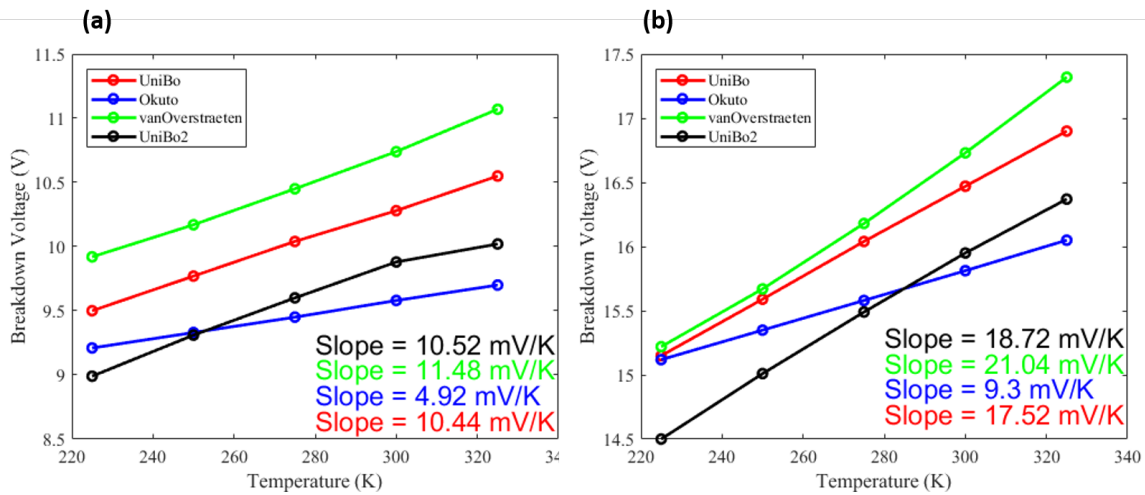 (a)
11.5
11
10.5
10
9.5
9
8.5
Breakdown Voltage (V)
UniBo
Okuto
vanOverstraeten
UniBo2
Slope = 10.52 mV/K
Slope = 11.48 mV/K
Slope = 4.92 mV/K
Slope = 10.44 mV/K
220 240 260 280 300 320 34
Temperature (K)
(b)
17.5
17
16.5
16
15.5
15
14.5
Breakdown Voltage (V)
UniBo
Okuto
vanOverstraeten
UniBo2
Slope = 18.72 mV/K
Slope = 21.04 mV/K
Slope = 9.3 mV/K
Slope = 17.52 mV/K
220 240 260 280 300 320 340
Temperature (K)